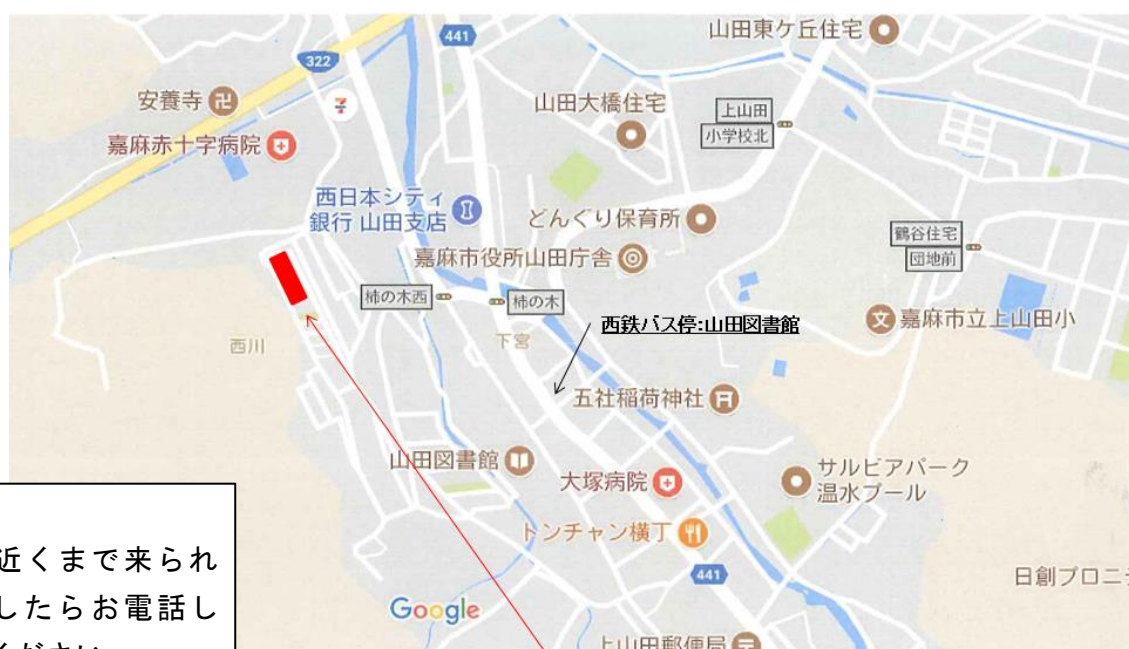 441
山田東ケ丘住宅
322
安養寺
山田大橋住宅
上山田
小学校北
嘉麻赤十字病院
西日本シティ
銀行 山田支店
どんぐり保育所
鶴谷住宅
団地前
嘉麻市役所山田庁舎
柿の木西
柿の木
西鉄バス停:山田図書館
文
嘉麻市立上山田小
西川
下宮
五社稲荷神社
山田図書館
サルビアパーク
温水プール
大塚病院
トンチャン横丁
近くまで来られ
したらお電話し
441
日創プロニ
Google
上山田郵便局